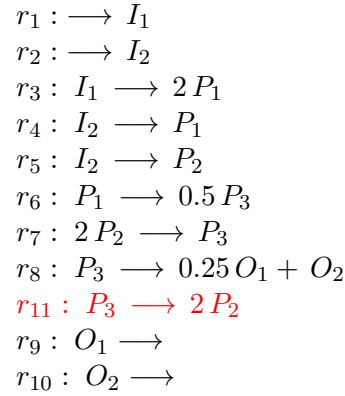 r₁ : ⟶ I₁
r₂ : ⟶ I₂
r₃ : I₁ ⟶ 2 P₁
r₄ : I₂ ⟶ P₁
r₅ : I₂ ⟶ P₂
r₆ : P₁ ⟶ 0.5 P₃
r₇ : 2 P₂ ⟶ P₃
r₈ : P₃ ⟶ 0.25 O₁ + O₂
r₁₁ : P₃ ⟶ 2 P₂
r₉ : O₁ ⟶
r₁₀ : O₂ ⟶